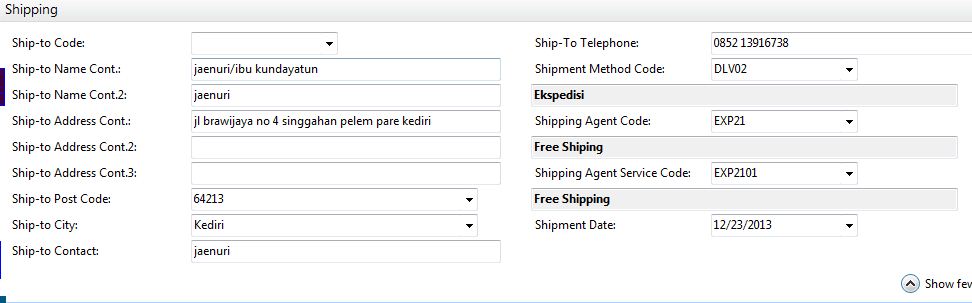 Shipping
Ship-to Code:
Ship-to Name Cont.: jaenuri/ibu kundayatun
Ship-to Name Cont.2: jaenuri
Ship-to Address Cont.: jl brawijaya no 4 singgahan pelem pare kediri
Ship-to Address Cont.2:
Ship-to Address Cont.3:
Ship-to Post Code: 64213
Ship-to City: Kediri
Ship-to Contact: jaenuri
Ship-To Telephone: 0852 13916738
Shipment Method Code: DLV02
Ekspedisi
Shipping Agent Code: EXP21
Free Shiping
Shipping Agent Service Code: EXP2101
Free Shipping
Shipment Date: 12/23/2013
Show few